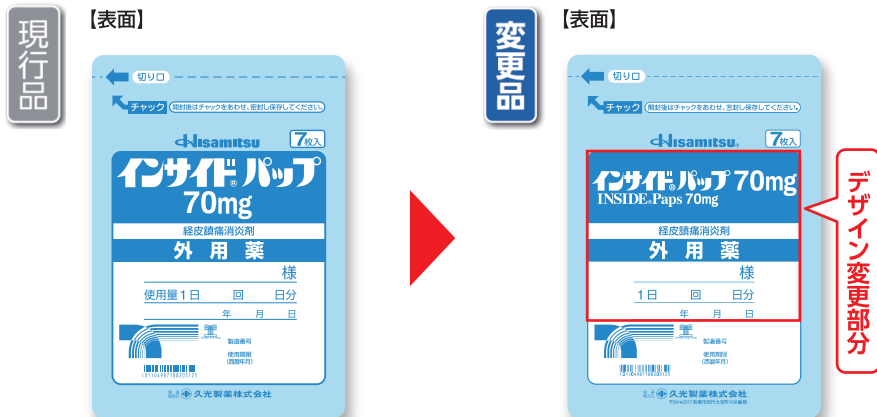 現行品
【表面】
切り口
チャック 開封後はチャックをあわせ、密封し保存してください。
Hisamitsu
7枚入
インサイド®パップ
70mg
経皮鎮痛消炎剤
外用薬
様
使用量1日 回 日分
年 月 日
製造番号
使用期限
(西暦年月)
久光製薬株式会社
変更品
【表面】
切り口
チャック 開封後はチャックをあわせ、密封し保存してください。
Hisamitsu®
7枚入
インサイド®パップ 70mg
INSIDE®Paps 70mg
経皮鎮痛消炎剤
外用薬
様
1日 回 日分
年 月 日
製造番号
使用期限
(西暦年月)
久光製薬株式会社
デザイン変更部分